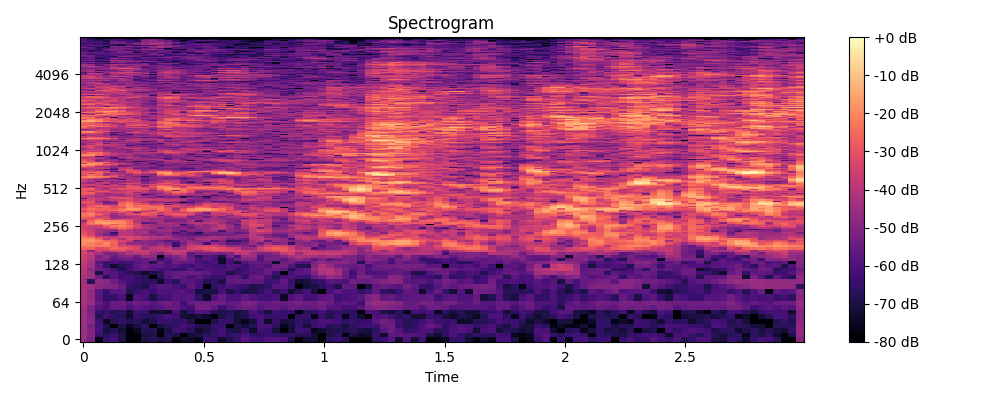 Spectrogram
Hz
4096
2048
1024
512
256
128
64
0
0 0.5 1 1.5 2 2.5
Time
+0 dB
-10 dB
-20 dB
-30 dB
-40 dB
-50 dB
-60 dB
-70 dB
-80 dB